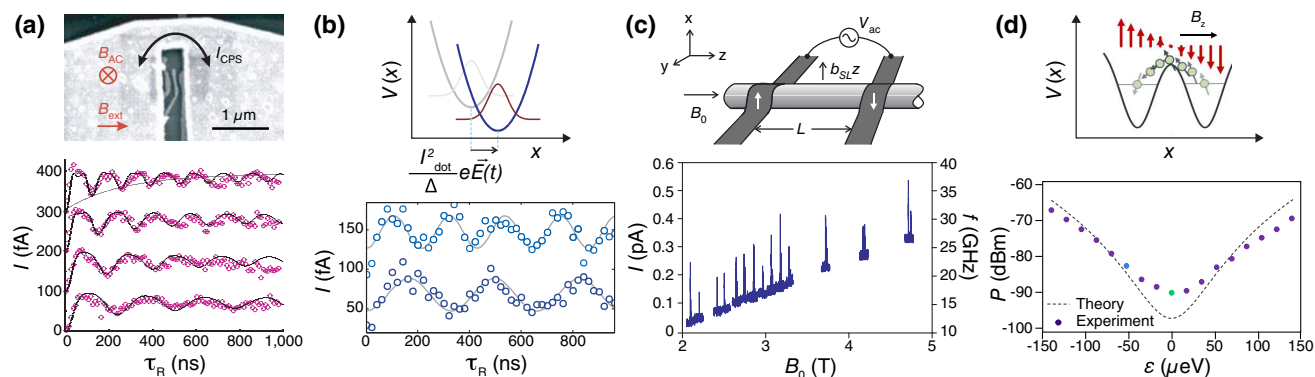 (a)
B_AC
I_CPS
B_ext
1 µm
I (fA)
400
300
200
100
0
0 200 400 600 800 1,000
τ_R (ns)
(b)
V (x)
x
l²_dot / Δ eE⃗(t)
I (fA)
150
100
50
0 200 400 600 800
τ_R (ns)
(c)
x
y
z
V_ac
b_SL z
B_0
L
I (pA)
0.6
0.5
0.4
0.3
0.2
0.1
0
2 3 4 5
B_0 (T)
40
35
30
25
20
15
10
f (GHz)
(d)
B_z
V (x)
x
P (dBm)
–60
–70
–80
–90
–100
Theory
Experiment
-150 -100 -50 0 50 100 150
ε (µeV)